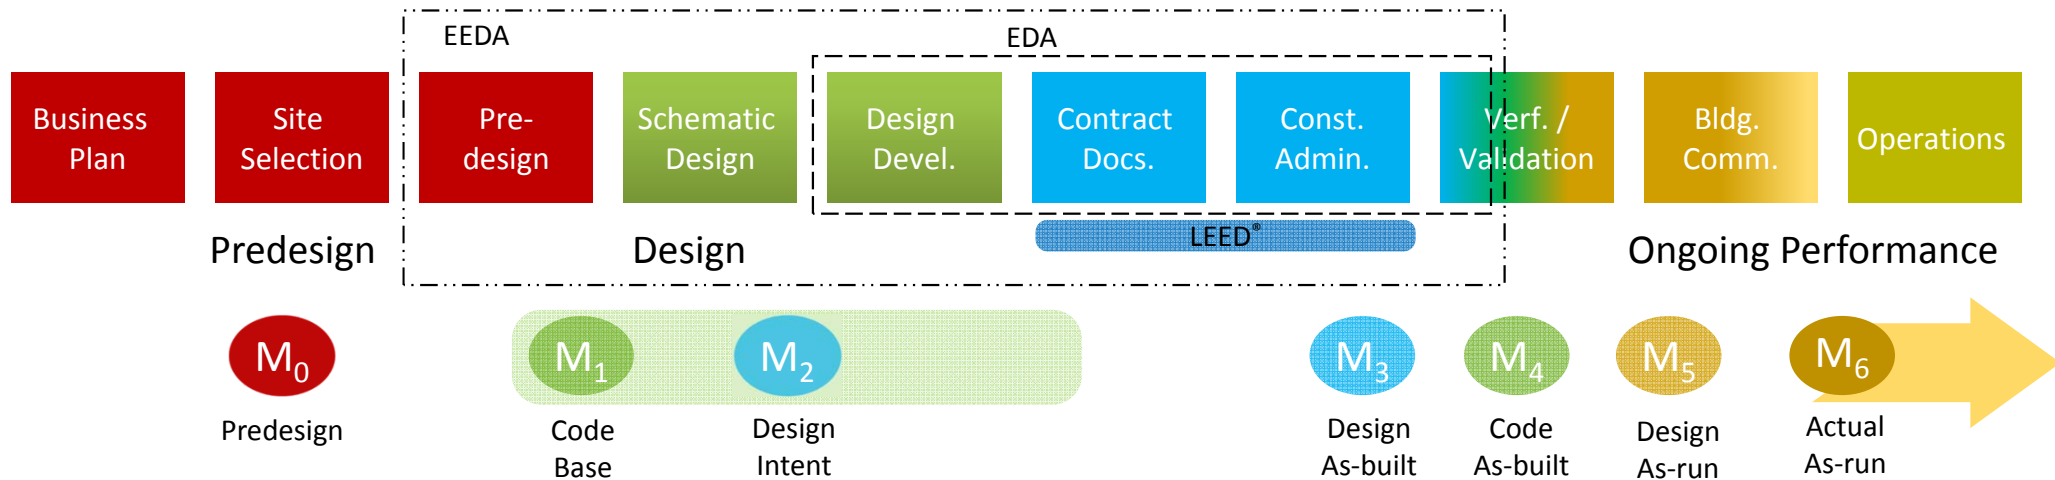 EEDA
EDA
Business
Plan
Site
Selection
Pre-
design
Schematic
Design
Design
Devel.
Contract
Docs.
Const.
Admin.
Verf. /
Validation
Bldg.
Comm.
Operations
LEED®
Predesign
Design
Ongoing Performance
M0
M1
M2
M3
M4
M5
M6
Predesign
Code
Base
Design
Intent
Design
As-built
Code
As-built
Design
As-run
Actual
As-run